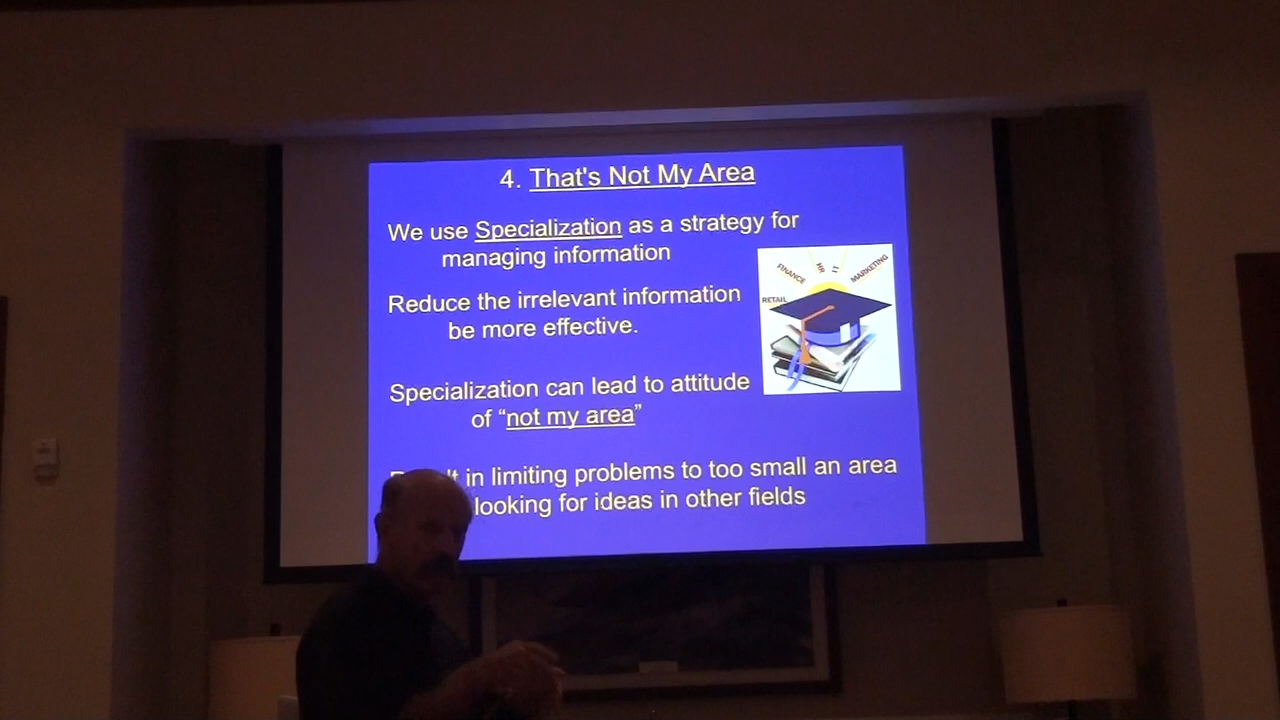 4. That's Not My Area
We use Specialization as a strategy for
managing information
Reduce the irrelevant information
be more effective.
FINANCE
HR
IT
MARKETING
RETAIL
Specialization can lead to attitude
of “not my area”
in limiting problems to too small an area
looking for ideas in other fields